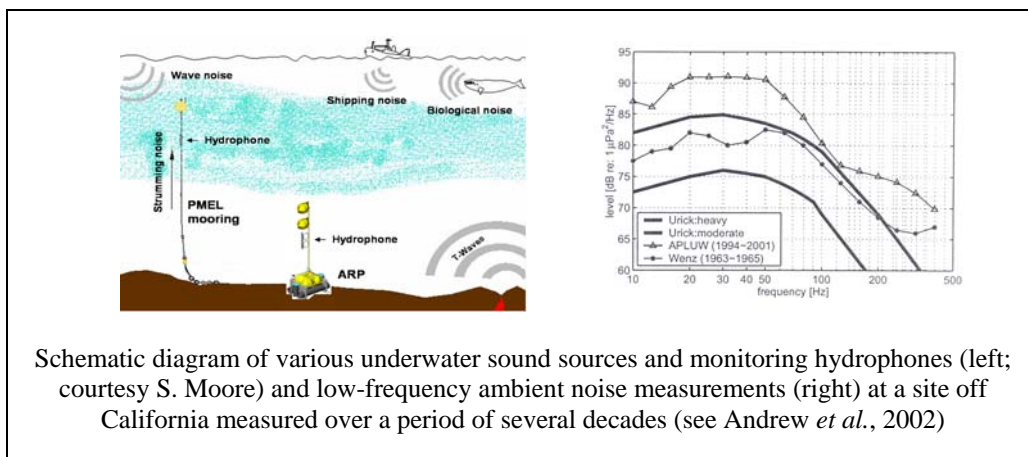 Wave noise
Shipping noise
Biological noise
Hydrophone
Strumming noise
PMEL
mooring
Hydrophone
ARP
T-Waves
95
90
85
80
75
70
65
60
level [dB re: 1 μPa²/Hz]
Urick:heavy
Urick:moderate
APLUW (1994−2001)
Wenz (1963−1965)
10 20 30 40 50 100 200 500
frequency [Hz]
Schematic diagram of various underwater sound sources and monitoring hydrophones (left;
courtesy S. Moore) and low-frequency ambient noise measurements (right) at a site off
California measured over a period of several decades (see Andrew et al., 2002)